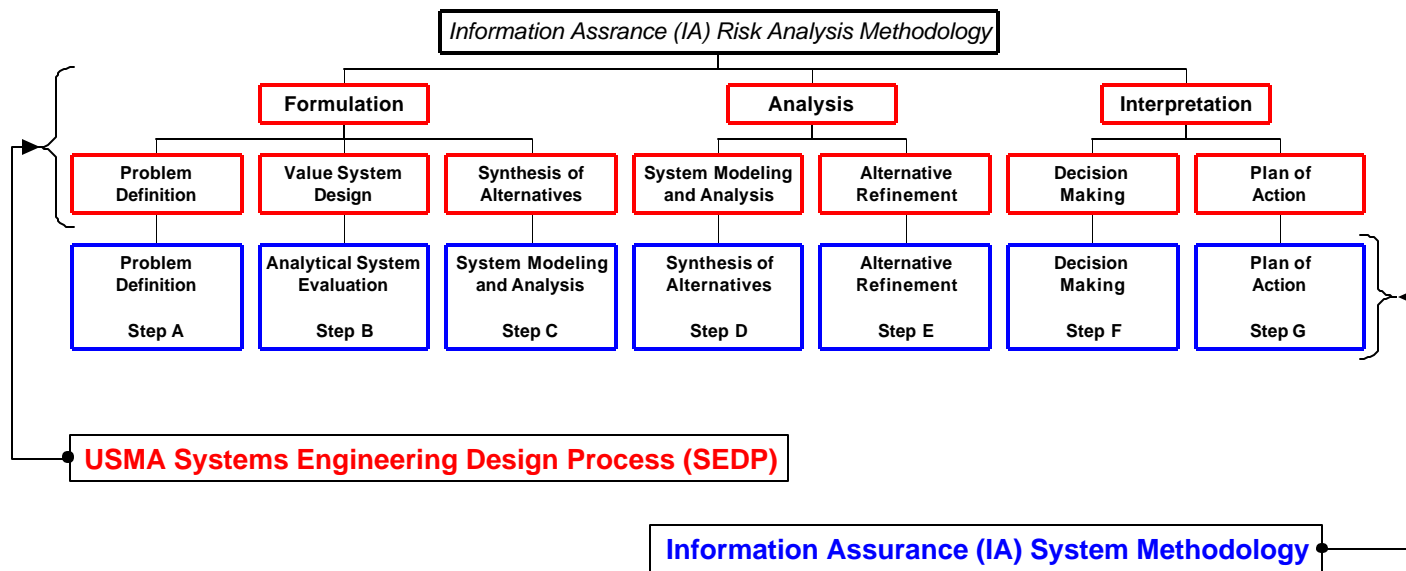 Information Assrance (IA) Risk Analysis Methodology
Formulation
Analysis
Interpretation
Problem
Definition
Value System
Design
Synthesis of
Alternatives
System Modeling
and Analysis
Alternative
Refinement
Decision
Making
Plan of
Action
Problem
Definition
Step A
Analytical System
Evaluation
Step B
System Modeling
and Analysis
Step C
Synthesis of
Alternatives
Step D
Alternative
Refinement
Step E
Decision
Making
Step F
Plan of
Action
Step G
USMA Systems Engineering Design Process (SEDP)
Information Assurance (IA) System Methodology